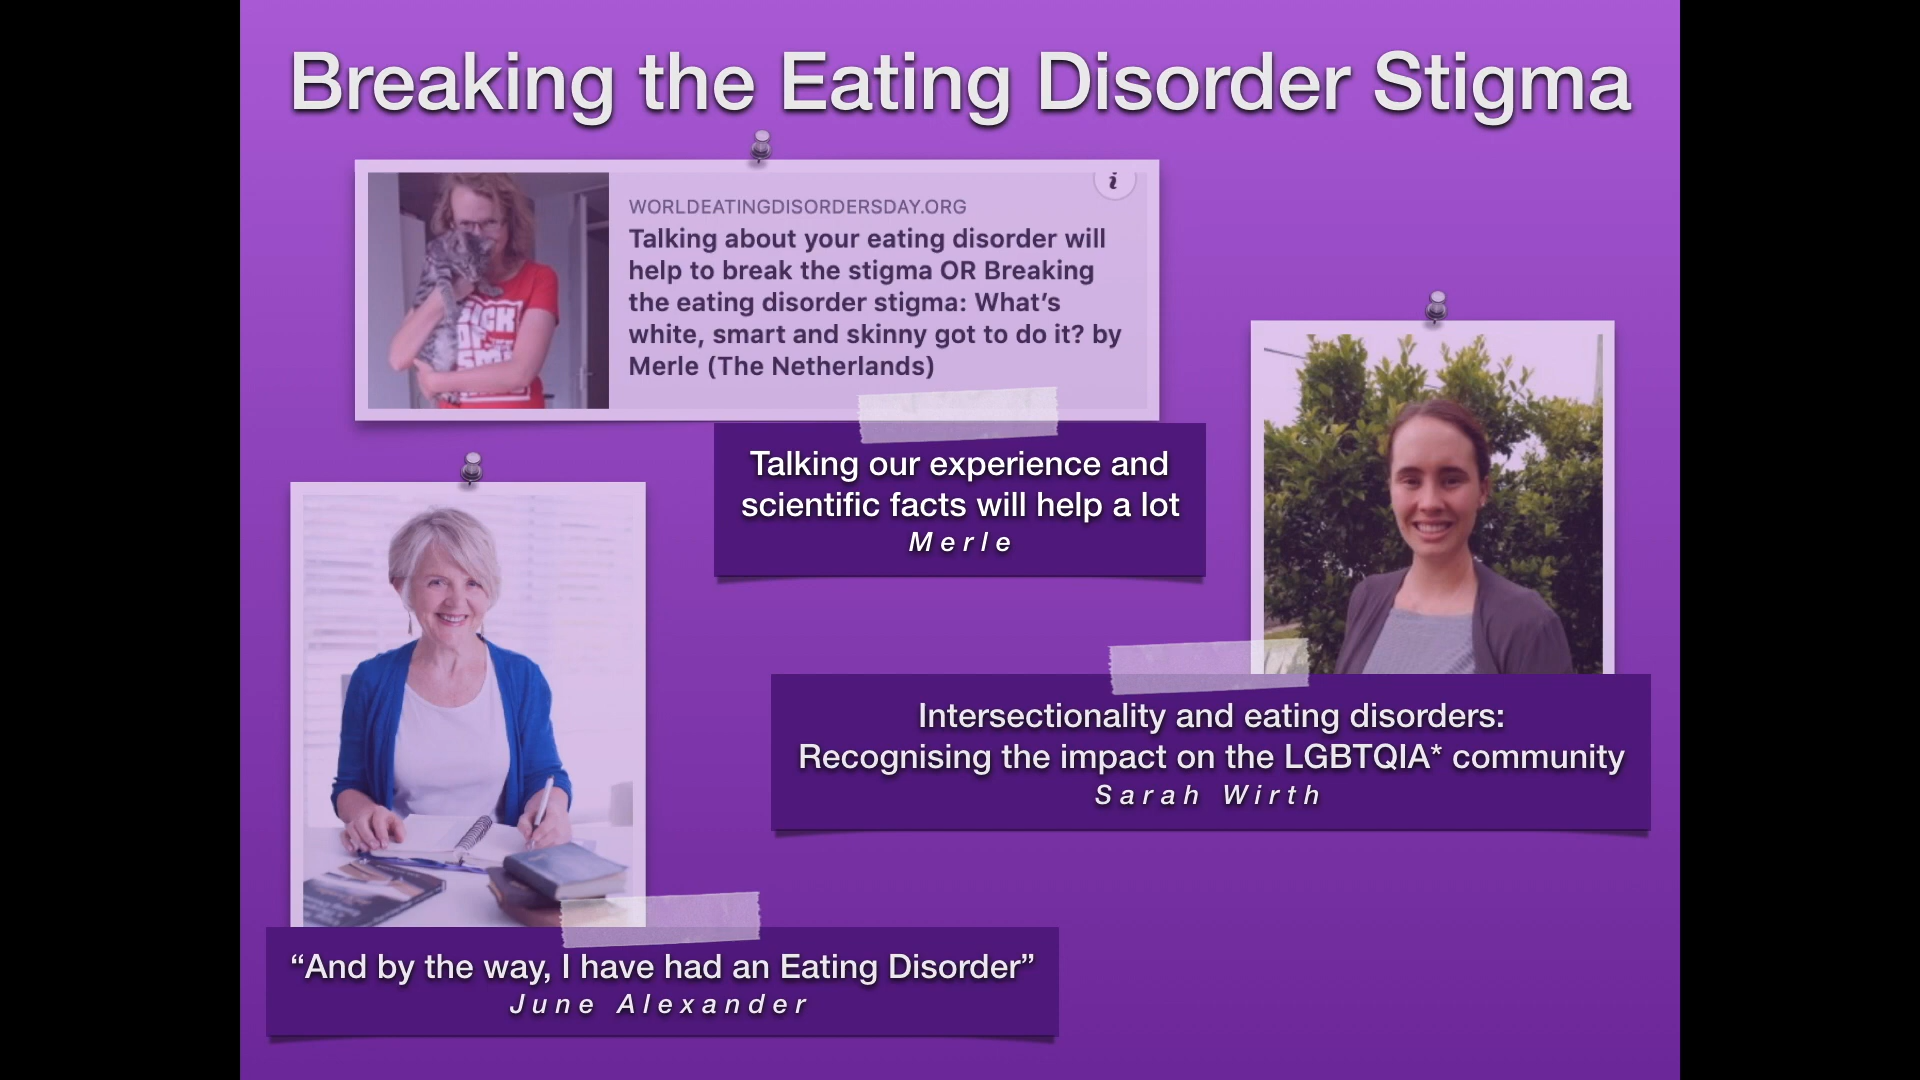 Breaking the Eating Disorder Stigma
WORLDEATINGDISORDERSDAY.ORG
i
Talking about your eating disorder will
help to break the stigma OR Breaking
the eating disorder stigma: What’s
white, smart and skinny got to do it? by
Merle (The Netherlands)
Talking our experience and
scientific facts will help a lot
Merle
Intersectionality and eating disorders:
Recognising the impact on the LGBTQIA* community
Sarah Wirth
“And by the way, I have had an Eating Disorder”
June Alexander